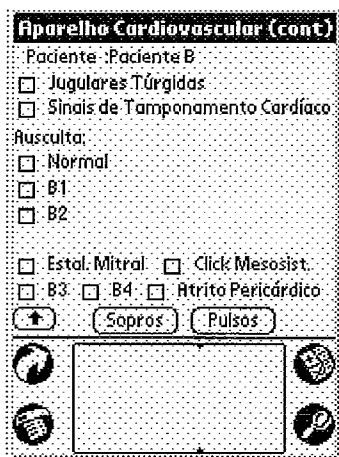 Aparelho Cardiovascular (cont)
Paciente :Paciente B
Jugulares Túrgidas
Sinais de Tamponamento Cardíaco
Ausculta:
Normal
B1
B2
Estal. Mitral Click Mesosist.
B3 B4 Atrito Pericárdico
Sopros Pulsos